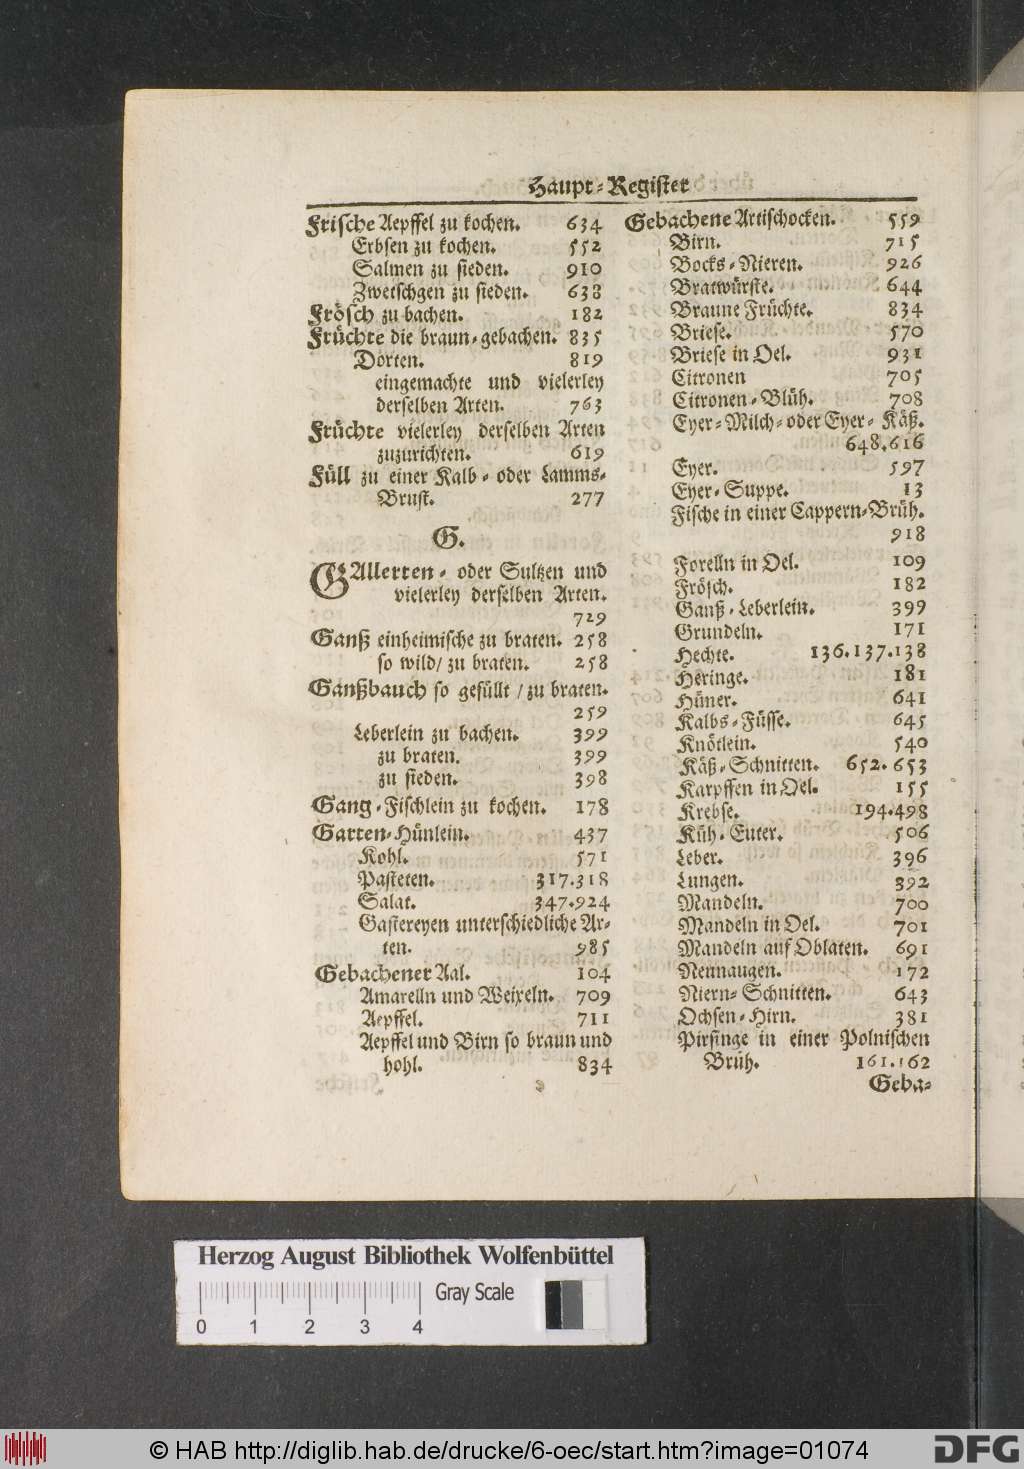 Haupt-Register
Frische Aepffel zu kochen. 634
Erbsen zu kochen. 552
Salmen zu sieden. 910
Zwetschgen zu sieden. 638
Frösch zu bachen. 182
Früchte die braun-gebachen. 835
Dorten. 819
eingemachte und vielerley
derselben Arten. 763
Früchte vielerley derselben Arten
zuzurichten. 619
Füll zu einer Kalb- oder Lamms-
Brust. 277
G.
GAllerten- oder Sultzen und
vielerley derselben Arten.
729
Ganß einheimische zu braten. 258
so wild/ zu braten. 258
Ganßbauch so gefüllt / zu braten.
259
Leberlein zu bachen. 399
zu braten. 399
zu sieden. 398
Gang-Fischlein zu kochen. 178
Garten-Hünlein. 437
Kohl. 571
Pasteten. 317.318
Salat. 347.924
Gastereyen unterschiedliche Ar-
ten. 985
Gebachener Aal. 104
Amarelln und Weixeln. 709
Aepffel. 711
Aepffel und Birn so braun und
hohl. 834
Gebachene Artischocken. 559
Birn. 715
Bocks-Nieren. 926
Bratwürste. 644
Braune Früchte. 834
Briese. 570
Briese in Oel. 931
Citronen 705
Citronen-Blüh. 708
Eyer-Milch-oder Eyer-Käß.
648.616
Eyer. 597
Eyer-Suppe. 13
Fische in einer Cappern-Brüh.
918
Forelln in Oel. 109
Frösch. 182
Ganß-Leberlein. 399
Grundeln. 171
Hechte. 136.137.138
Heringe. 181
Hüner. 641
Kalbs-Füsse. 645
Knötlein. 540
Käß-Schnitten. 652.653
Karpffen in Oel. 155
Krebse. 194.498
Küh-Euter. 506
Leber. 396
Lungen. 392
Mandeln. 700
Mandeln in Oel. 701
Mandeln auf Oblaten. 691
Neunaugen. 172
Niern-Schnitten. 643
Ochsen-Hirn. 381
Pirsinge in einer Polnischen
Brüh. 161.162
Geba-
Herzog August Bibliothek Wolfenbüttel
Gray Scale
0 1 2 3 4
© HAB http://diglib.hab.de/drucke/6-oec/start.htm?image=01074
DFG